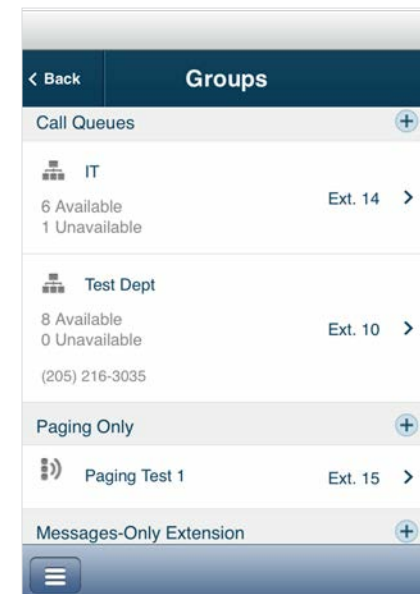 Back
Groups
Call Queues
IT
6 Available
1 Unavailable
Ext. 14
Test Dept
8 Available
0 Unavailable
Ext. 10
(205) 216-3035
Paging Only
Paging Test 1
Ext. 15
Messages-Only Extension